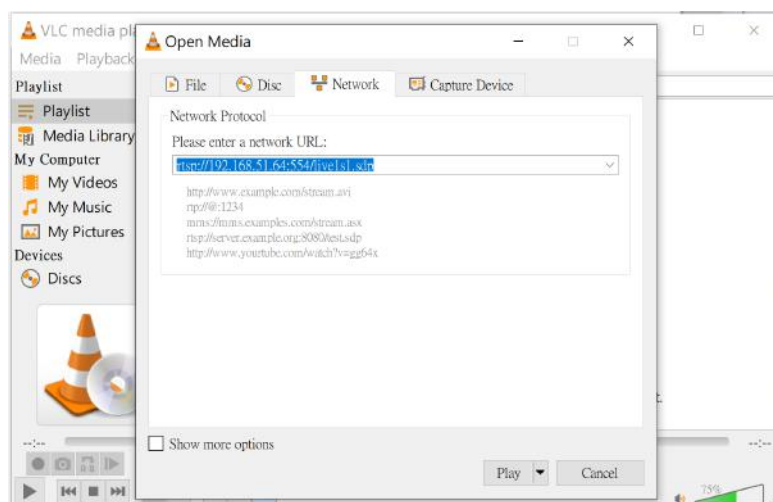 VLC media pl
Media Playback
Playlist
Playlist
Media Library
My Computer
My Videos
My Music
My Pictures
Devices
Discs
--:--
Open Media
File Disc Network Capture Device
Network Protocol
Please enter a network URL:
rtsp://192.168.51.64:554/live1s1.sdp
http://www.example.com/stream.avi
rtp://@:1234
mms://mms.examples.com/stream.asx
rtsp://server.example.org:8080/test.sdp
http://www.yourtube.com/watch?v=gg64x
Show more options
Play Cancel
t.
--:--
75%